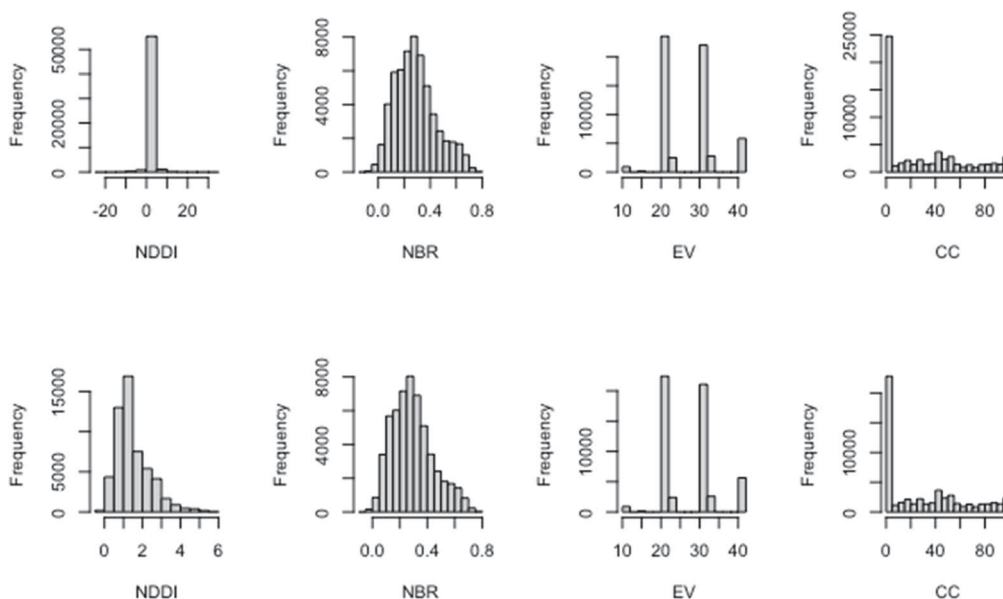 Frequency
0 20000 50000
-20 0 20
NDDI
Frequency
0 4000 8000
0.0 0.4 0.8
NBR
Frequency
0 10000
10 20 30 40
EV
Frequency
0 10000 25000
0 40 80
CC
Frequency
0 5000 15000
0 2 4 6
NDDI
Frequency
0 4000 8000
0.0 0.4 0.8
NBR
Frequency
0 10000
10 20 30 40
EV
Frequency
0 10000
0 40 80
CC